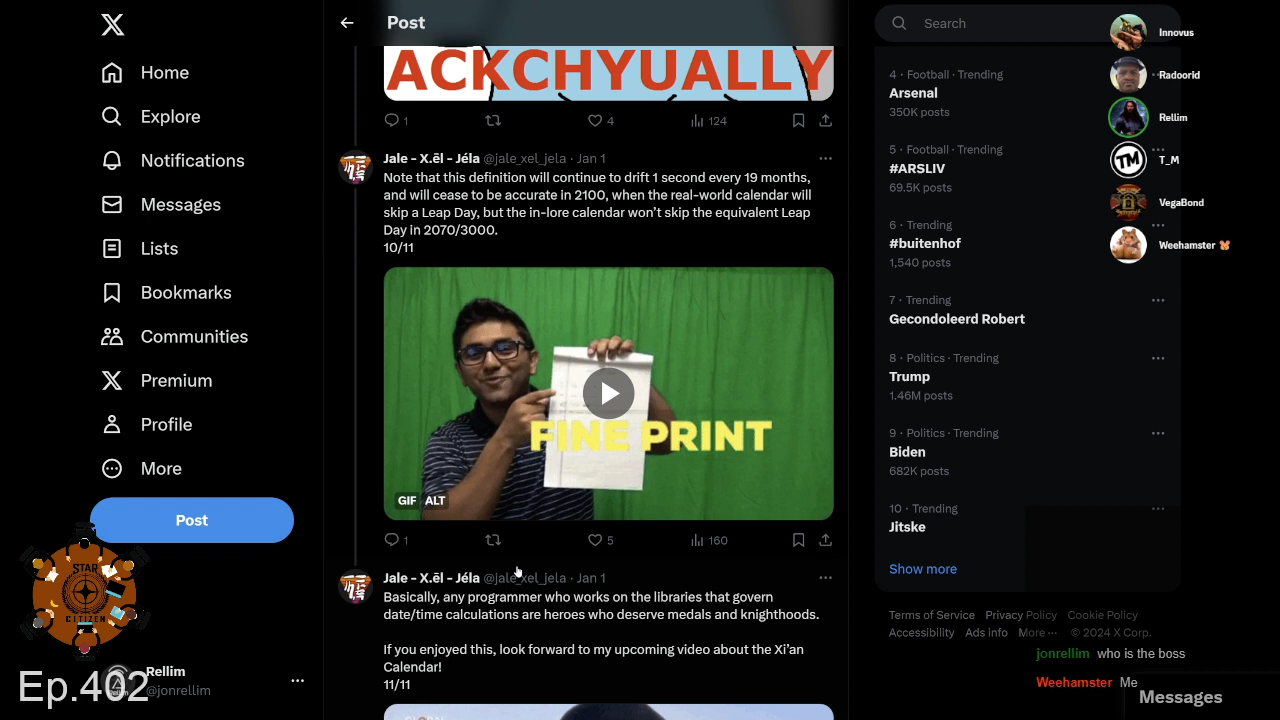 Home
Explore
Notifications
Messages
Lists
Bookmarks
Communities
Premium
Profile
More
Post
STAR
CITIZEN
Rellim
@jonrellim
Ep.402
Post
ACKCHYUALLY
1
4
124
Jale - X.ēl - Jéla @jale_xel_jela · Jan 1
Note that this definition will continue to drift 1 second every 19 months,
and will cease to be accurate in 2100, when the real-world calendar will
skip a Leap Day, but the in-lore calendar won't skip the equivalent Leap
Day in 2070/3000.
10/11
FINE PRINT
GIF ALT
1
5
160
Jale - X.ēl - Jéla @jale_xel_jela · Jan 1
Basically, any programmer who works on the libraries that govern
date/time calculations are heroes who deserve medals and knighthoods.
If you enjoyed this, look forward to my upcoming video about the Xi'an
Calendar!
11/11
Search
4 · Football · Trending
Arsenal
350K posts
5 · Football · Trending
#ARSLIV
69.5K posts
6 · Trending
#buitenhof
1,540 posts
7 · Trending
Gecondoleerd Robert
8 · Politics · Trending
Trump
1.46M posts
9 · Politics · Trending
Biden
682K posts
10 · Trending
Jitske
Show more
Terms of Service Privacy Policy Cookie Policy
Accessibility Ads info More ··· © 2024 X Corp.
Innovus
Radoorld
Rellim
TM
T_M
VegaBond
Weehamster
jonrellim who is the boss
Weehamster Me
Messages